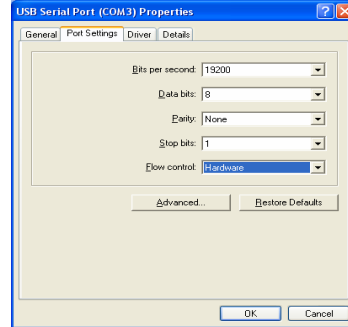 USB Serial Port (COM3) Properties
General Port Settings Driver Details
Bits per second: 19200
Data bits: 8
Parity: None
Stop bits: 1
Flow control: Hardware
Advanced... Restore Defaults
OK Cancel